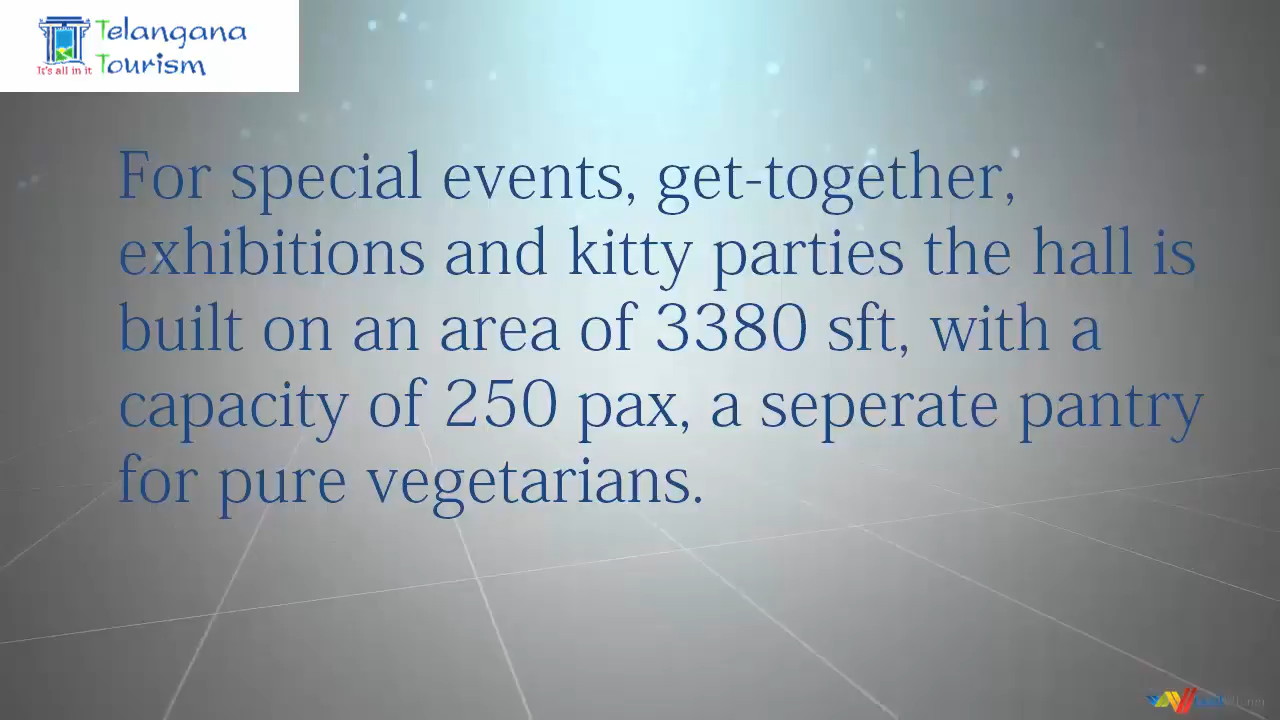 Telangana
Tourism
It's all in it
For special events, get-together,
exhibitions and kitty parties the hall is
built on an area of 3380 sft, with a
capacity of 250 pax, a seperate pantry
for pure vegetarians.